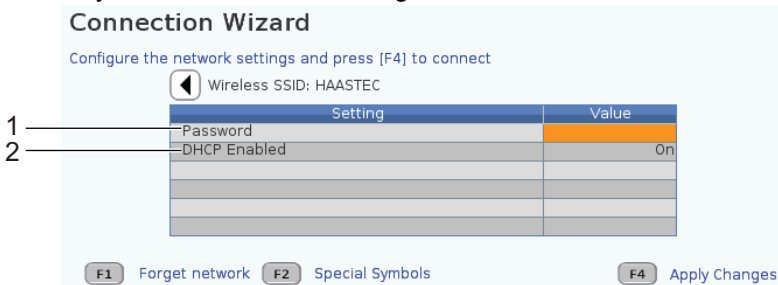 Connection Wizard
Configure the network settings and press [F4] to connect
Wireless SSID: HAASTEC
Setting Value
1 Password
2 DHCP Enabled On
F1 Forget network F2 Special Symbols F4 Apply Changes